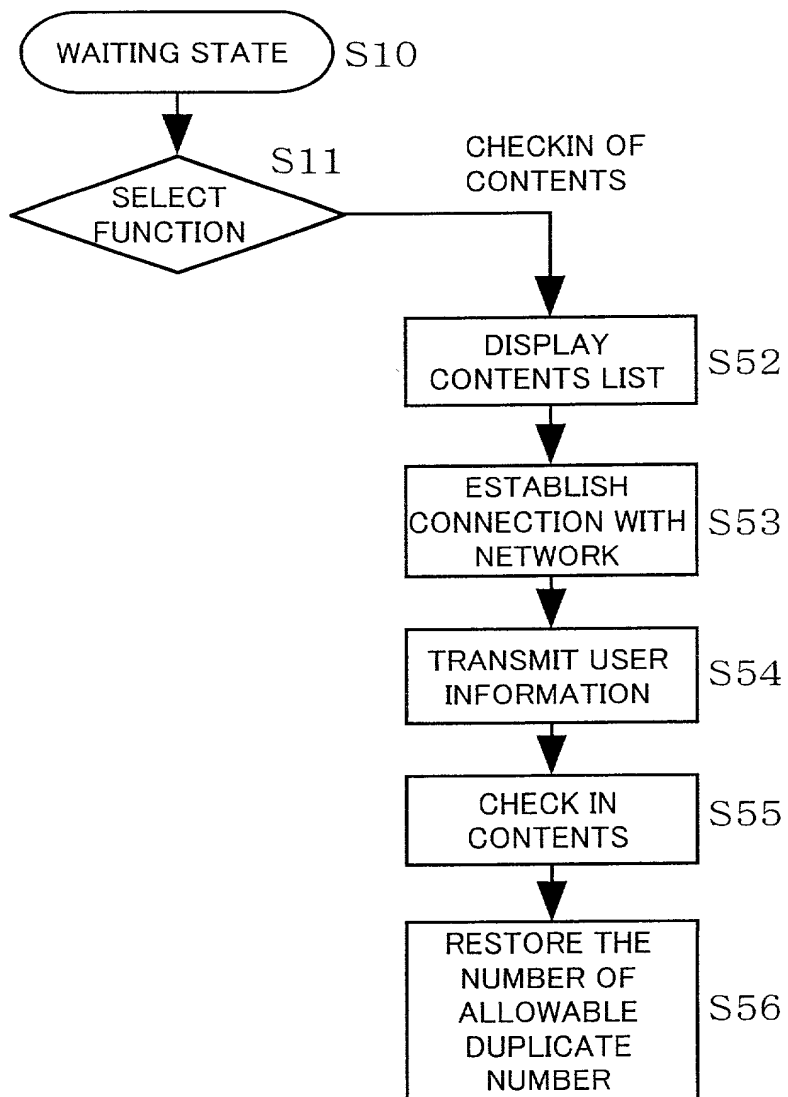 WAITING STATE S10
S11
SELECT
FUNCTION
CHECKIN OF
CONTENTS
DISPLAY
CONTENTS LIST
S52
ESTABLISH
CONNECTION WITH
NETWORK
S53
TRANSMIT USER
INFORMATION
S54
CHECK IN
CONTENTS
S55
RESTORE THE
NUMBER OF
ALLOWABLE
DUPLICATE
NUMBER
S56